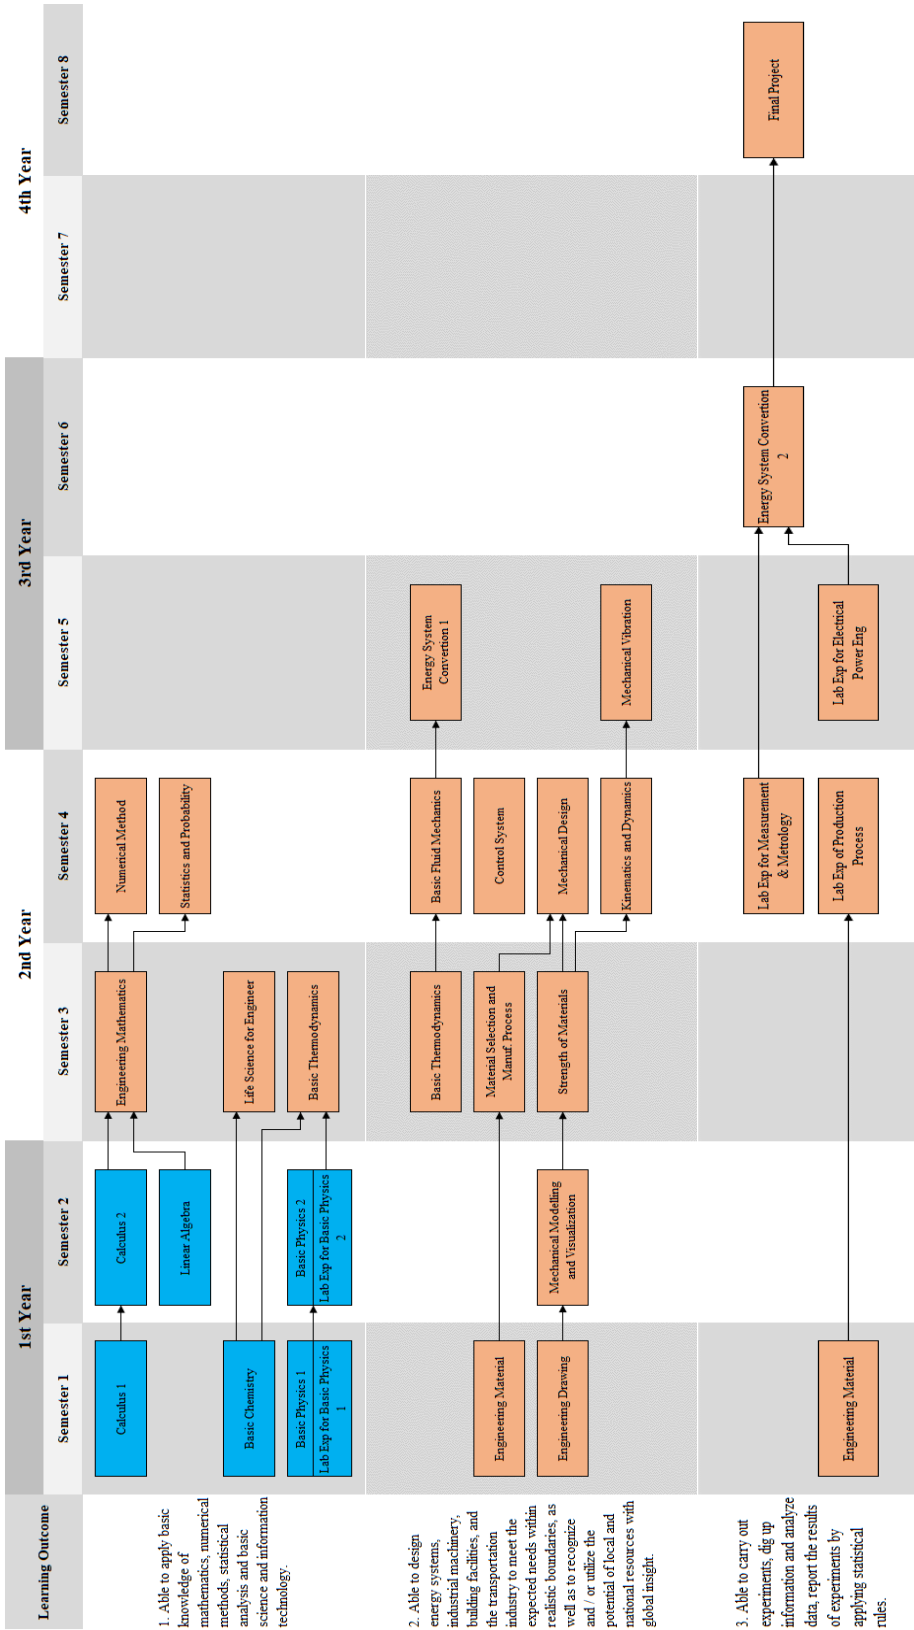 Learning Outcome
1st Year
2nd Year
3rd Year
4th Year
Semester 1
Semester 2
Semester 3
Semester 4
Semester 5
Semester 6
Semester 7
Semester 8
1. Able to apply basic
knowledge of
mathematics, numerical
methods, statistical
analysis and basic
science and information
technology.
Calculus 1
Calculus 2
Engineering Mathematics
Numerical Method
Linear Algebra
Statistics and Probability
Basic Chemistry
Life Science for Engineer
Basic Physics 1
Lab Exp for Basic Physics
1
Basic Physics 2
Lab Exp for Basic Physics
2
Basic Thermodynamics
2. Able to design
energy systems,
industrial machinery,
building facilities, and
the transportation
industry to meet the
expected needs within
realistic boundaries, as
well as to recognize
and / or utilize the
potential of local and
national resources with
global insight.
Basic Thermodynamics
Basic Fluid Mechanics
Energy System
Convertion 1
Engineering Material
Material Selection and
Manuf. Process
Control System
Engineering Drawing
Mechanical Modelling
and Visualization
Strength of Materials
Mechanical Design
Kinematics and Dynamics
Mechanical Vibration
3. Able to carry out
experiments, dig up
information and analyze
data, report the results
of experiments by
applying statistical
rules.
Lab Exp for Measurement
& Metrology
Energy System Convertion
2
Final Project
Engineering Material
Lab Exp of Production
Process
Lab Exp for Electrical
Power Eng